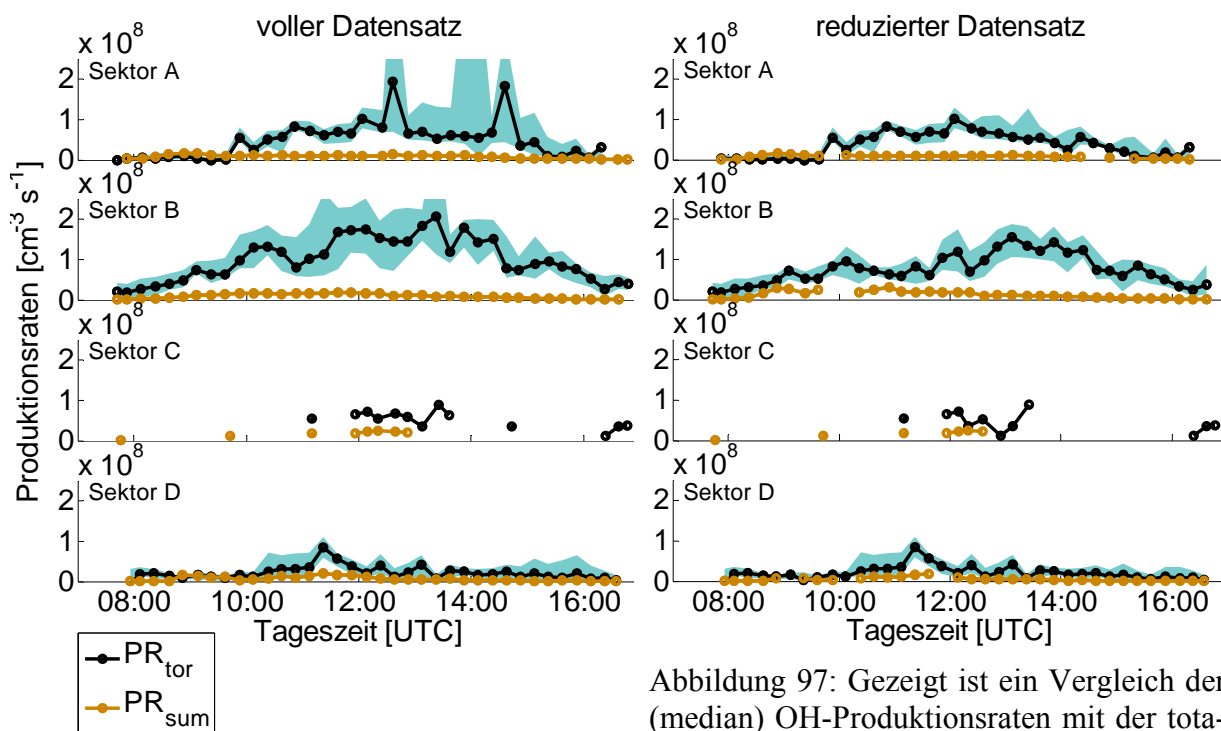 voller Datensatz
reduzierter Datensatz
x 10^8
x 10^8
Sektor A
Sektor A
2
1
0
2
1
0
x 10^8
x 10^8
Sektor B
Sektor B
2
1
0
2
1
0
x 10^8
x 10^8
Sektor C
Sektor C
2
1
0
2
1
0
x 10^8
x 10^8
Sektor D
Sektor D
2
1
0
2
1
0
Produktionsraten [cm^-3 s^-1]
08:00 10:00 12:00 14:00 16:00
08:00 10:00 12:00 14:00 16:00
Tageszeit [UTC]
Tageszeit [UTC]
PR_tor
PR_sum
Abbildung 97: Gezeigt ist ein Vergleich der
(median) OH-Produktionsraten mit der tota-